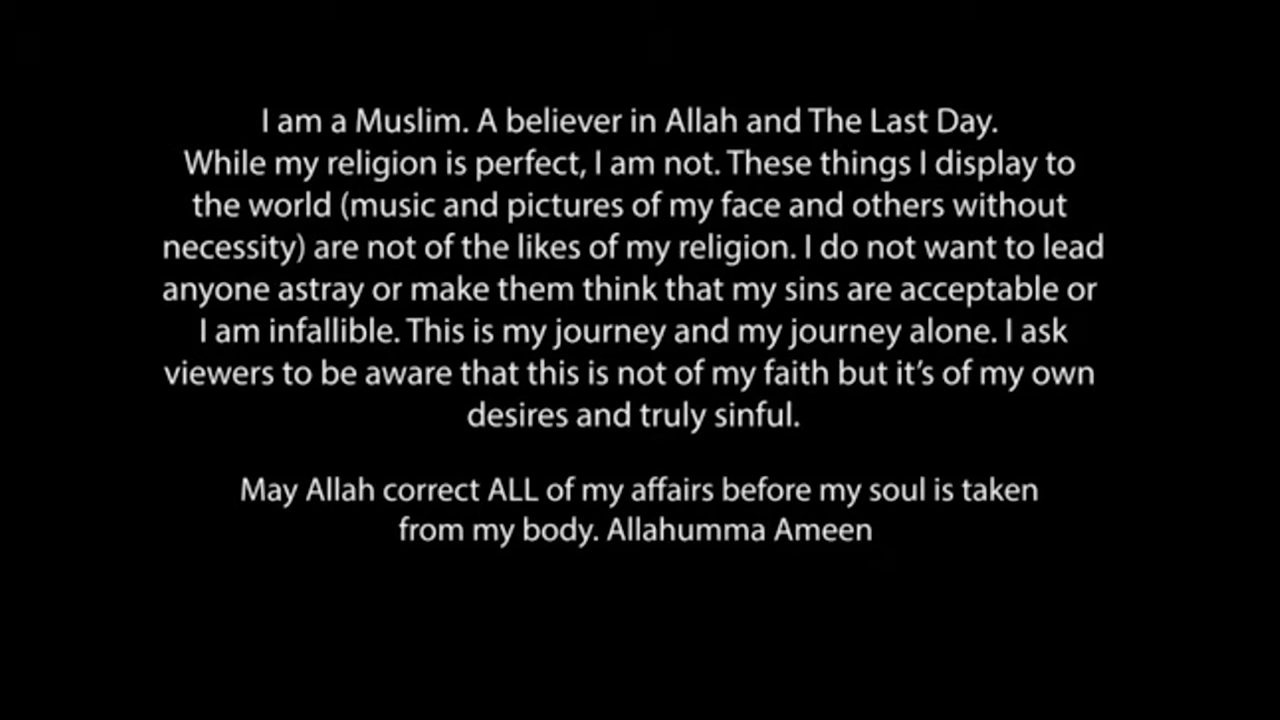 I am a Muslim. A believer in Allah and The Last Day.
While my religion is perfect, I am not. These things I display to
the world (music and pictures of my face and others without
necessity) are not of the likes of my religion. I do not want to lead
anyone astray or make them think that my sins are acceptable or
I am infallible. This is my journey and my journey alone. I ask
viewers to be aware that this is not of my faith but it’s of my own
desires and truly sinful.
May Allah correct ALL of my affairs before my soul is taken
from my body. Allahumma Ameen